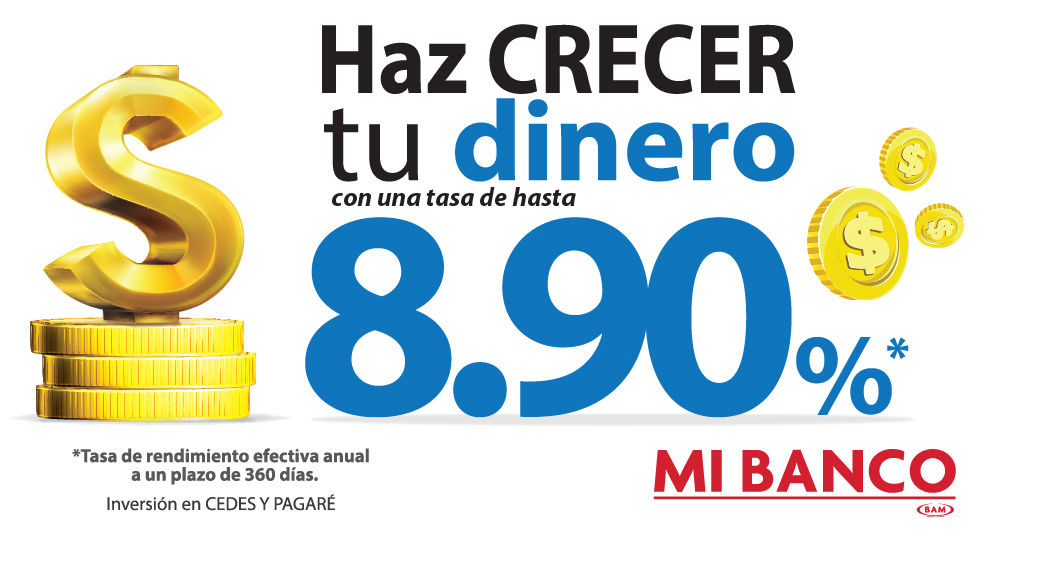 Haz CRECER
tu dinero
con una tasa de hasta
8.90%*
*Tasa de rendimiento efectiva anual
a un plazo de 360 días.
Inversión en CEDES Y PAGARÉ
MI BANCO
BAM
$
$
$
$